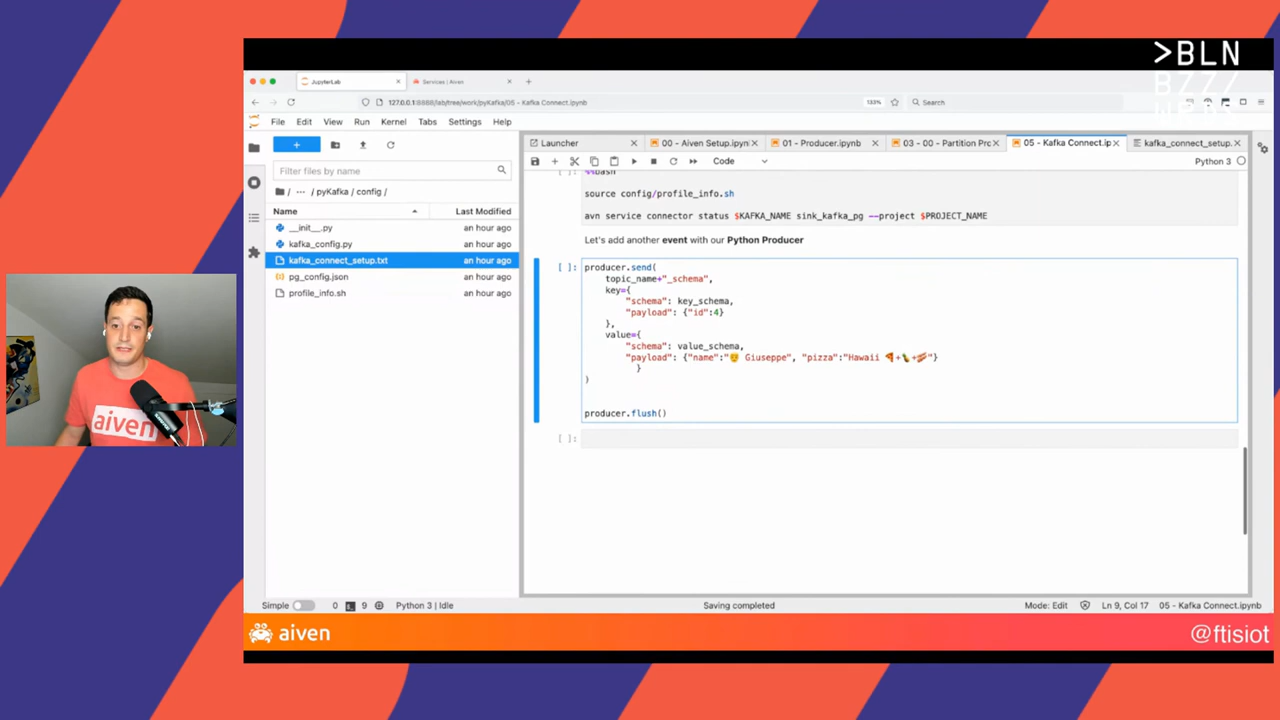 >BLN
BZZ/
JupyterLab
Services | Aiven
127.0.0.1:8888/lab/tree/work/pyKafka/05 - Kafka Connect.ipynb
133%
Search
File Edit View Run Kernel Tabs Settings Help
Launcher
00 - Aiven Setup.ipyn
01 - Producer.ipynb
03 - 00 - Partition Prc
05 - Kafka Connect.ip
kafka_connect_setup.
Code
Python 3
Filter files by name
/ ··· / pyKafka / config /
Name Last Modified
__init__.py an hour ago
kafka_config.py an hour ago
kafka_connect_setup.txt an hour ago
pg_config.json an hour ago
profile_info.sh an hour ago
[ ]: %%bash
source config/profile_info.sh
avn service connector status $KAFKA_NAME sink_kafka_pg --project $PROJECT_NAME
Let's add another event with our Python Producer
[ ]: producer.send(
topic_name+"_schema",
key={
"schema": key_schema,
"payload": {"id":4}
},
value={
"schema": value_schema,
"payload": {"name":"👨 Giuseppe", "pizza":"Hawaii 🍕+🍍+🥓"}
}
)
producer.flush()
[ ]:
aiven
Simple 0 9 Python 3 | Idle Saving completed Mode: Edit Ln 9, Col 17 05 - Kafka Connect.ipynb
aiven
@ftisiot